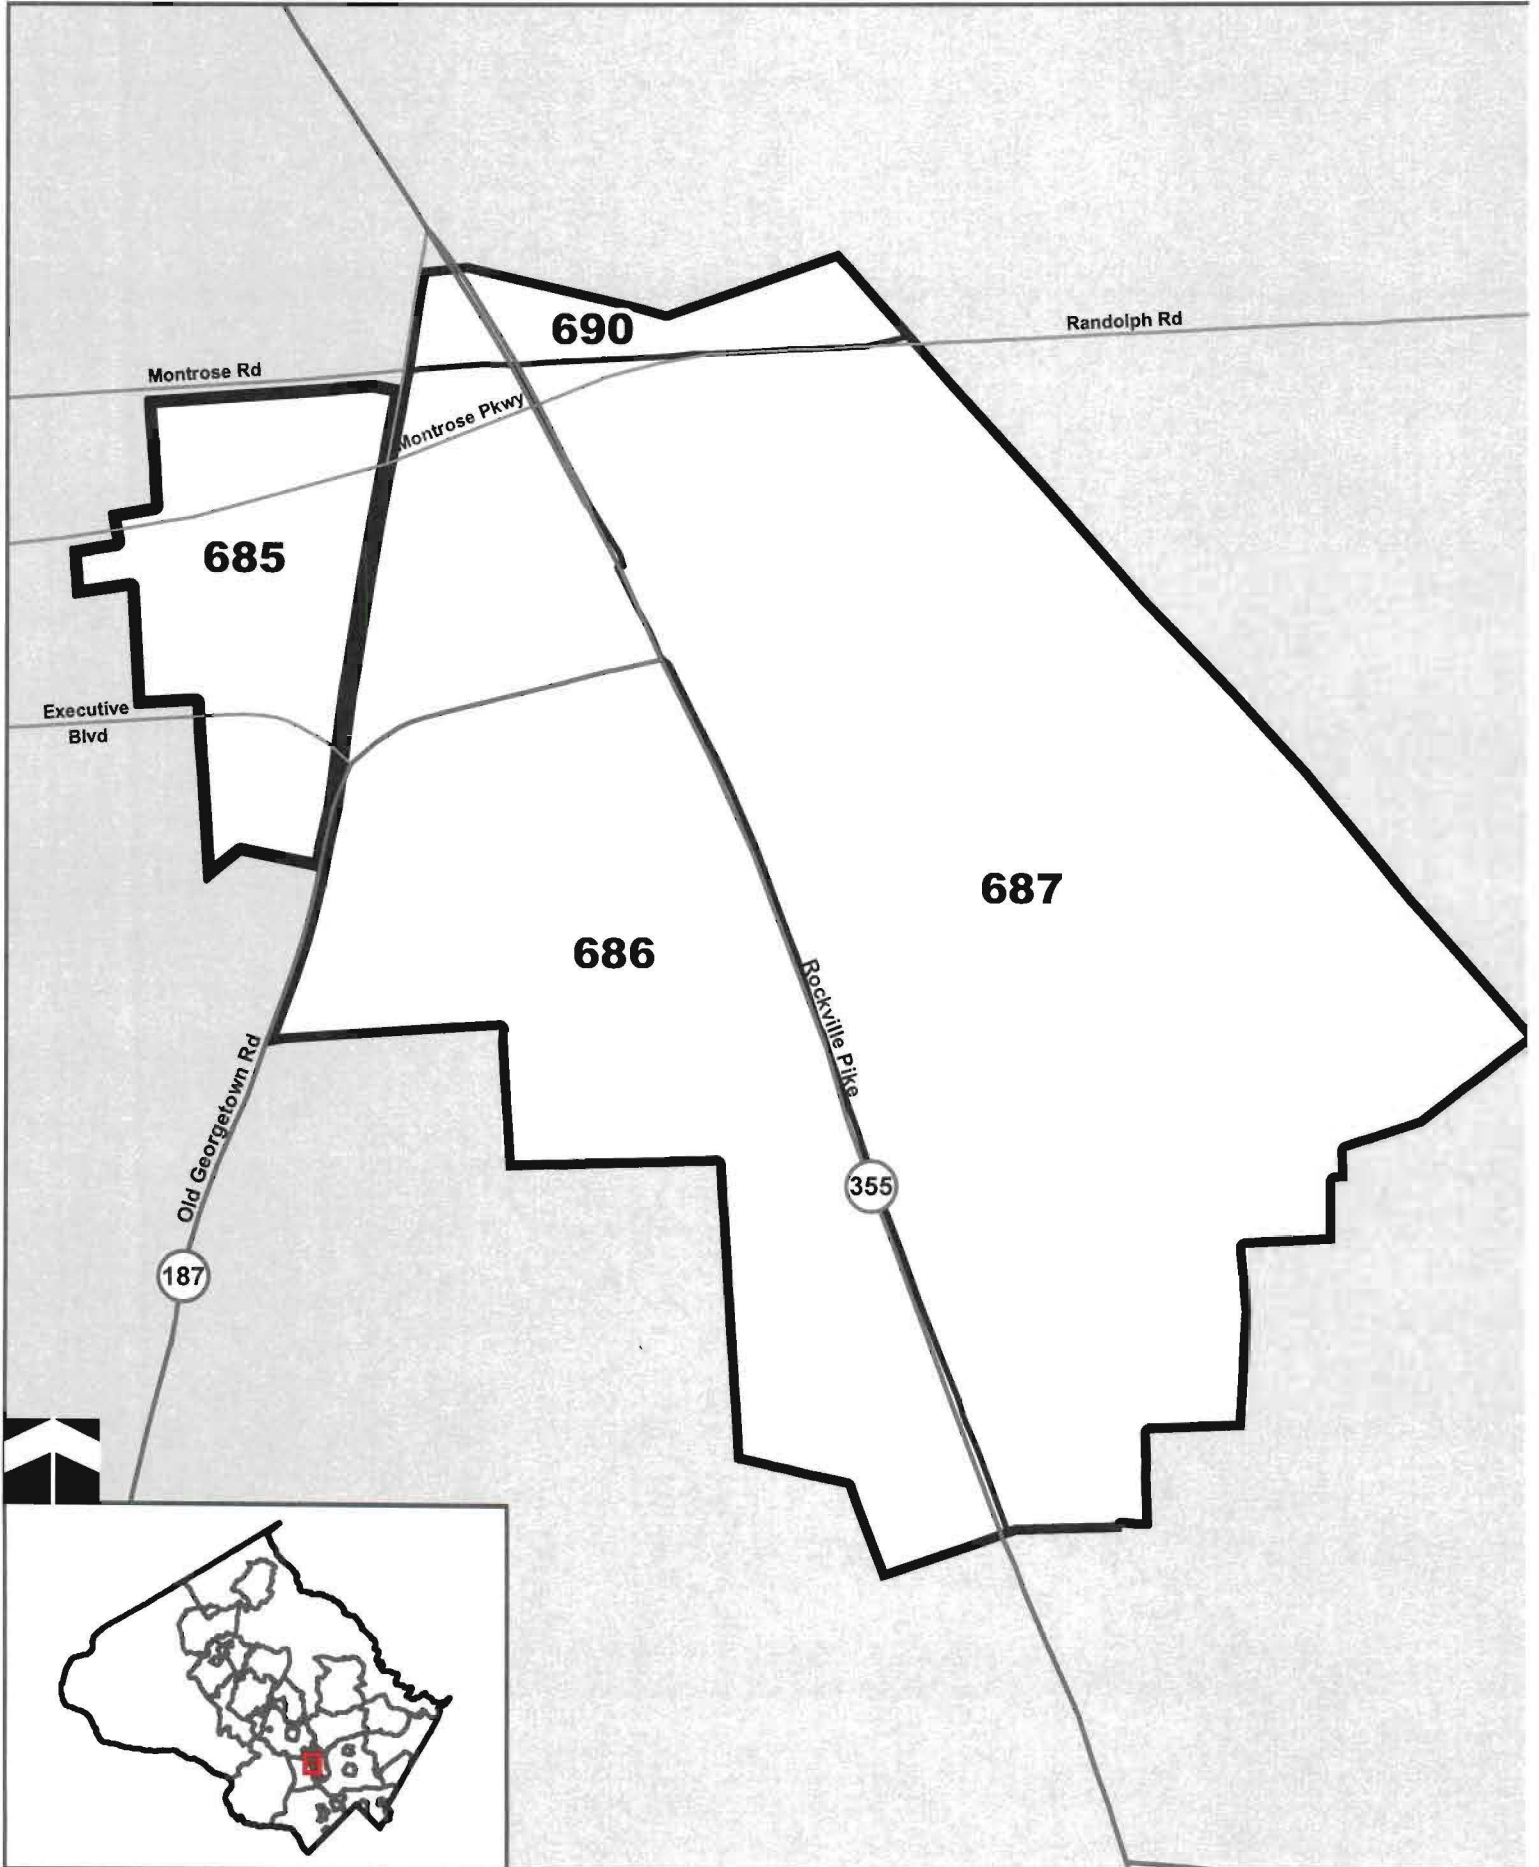 690
Randolph Rd
Montrose Rd
Montrose Pkwy
685
Executive
Blvd
687
686
Rockville Pike
Old Georgetown Rd
355
187